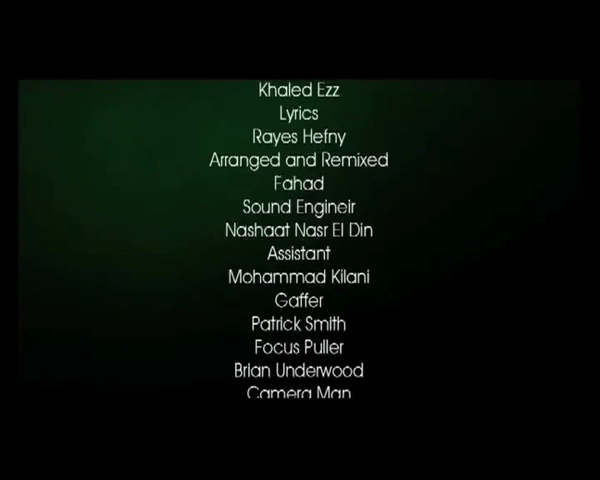 Khaled Ezz
Lyrics
Rayes Hefny
Arranged and Remixed
Fahad
Sound Engineir
Nashaat Nasr El Din
Assistant
Mohammad Kilani
Gaffer
Patrick Smith
Focus Puller
Brian Underwood
Camera Man